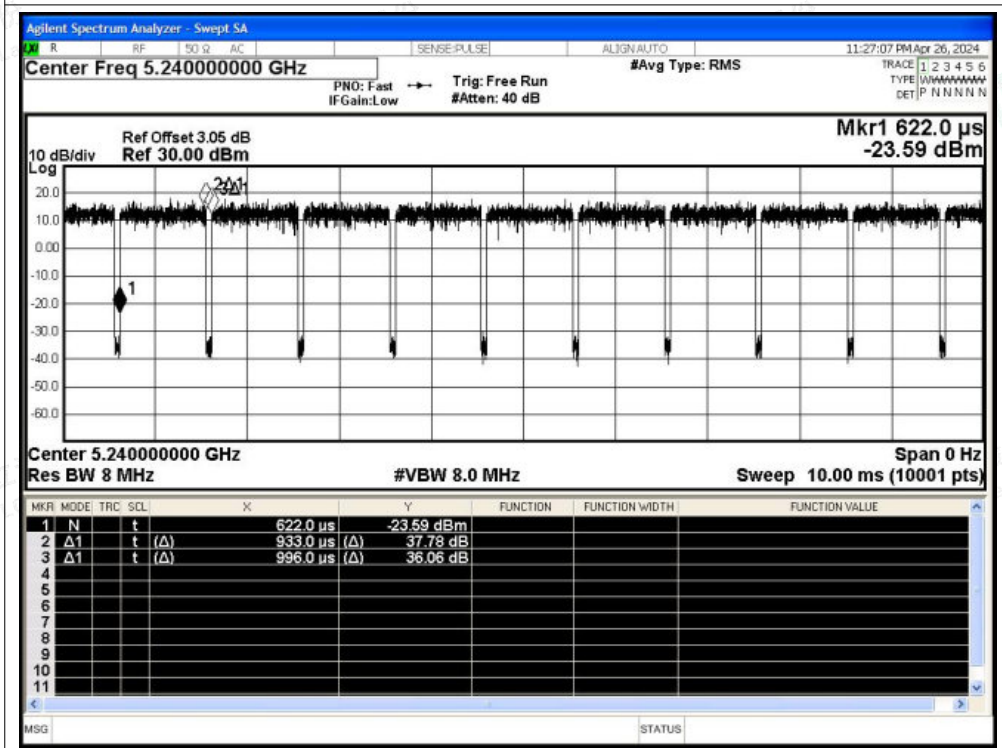 Agilent Spectrum Analyzer - Swept SA
LXI R RF 50 Ω AC SENSE:PULSE ALIGN AUTO 11:27:07 PM Apr 26, 2024
Center Freq 5.240000000 GHz #Avg Type: RMS TRACE 1 2 3 4 5 6
PNO: Fast Trig: Free Run TYPE WWWWWW
IFGain:Low #Atten: 40 dB DET P N N N N N
Mkr1 622.0 µs
Ref Offset 3.05 dB
10 dB/div Ref 30.00 dBm -23.59 dBm
Log
20.0
2Δ1
3Δ1
10.0
0.00
-10.0
1
-20.0
-30.0
-40.0
-50.0
-60.0
Center 5.240000000 GHz Span 0 Hz
Res BW 8 MHz #VBW 8.0 MHz Sweep 10.00 ms (10001 pts)
MKR MODE TRC SCL X Y FUNCTION FUNCTION WIDTH FUNCTION VALUE
1 N t 622.0 µs -23.59 dBm
2 Δ1 t (Δ) 933.0 µs (Δ) 37.78 dB
3 Δ1 t (Δ) 996.0 µs (Δ) 36.06 dB
4
5
6
7
8
9
10
11
MSG STATUS